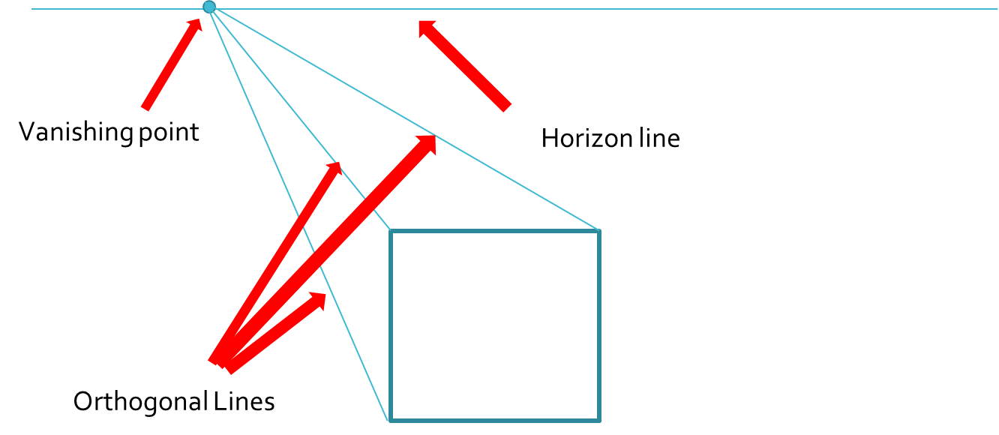 Vanishing point
Horizon line
Orthogonal Lines